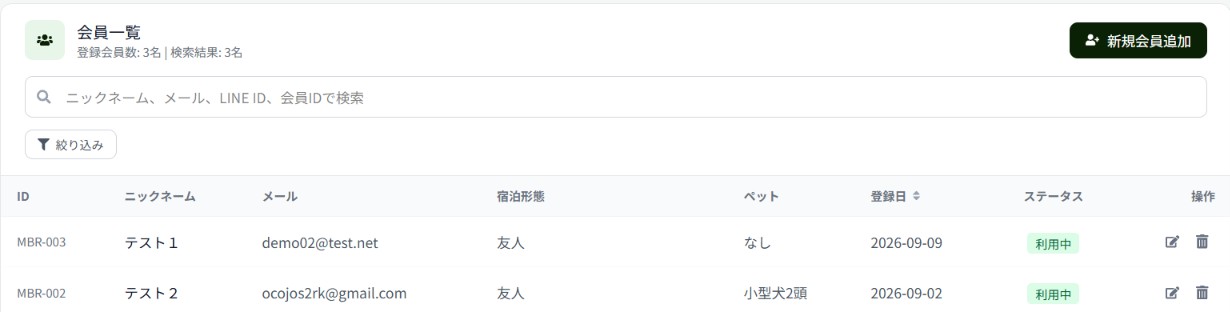 会員一覧
登録会員数: 3名 | 検索結果: 3名
新規会員追加
ニックネーム、メール、LINE ID、会員IDで検索
絞り込み
ID ニックネーム メール 宿泊形態 ペット 登録日 ステータス 操作
MBR-003 テスト１ demo02@test.net 友人 なし 2026-09-09 利用中
MBR-002 テスト２ ocojos2rk@gmail.com 友人 小型犬2頭 2026-09-02 利用中